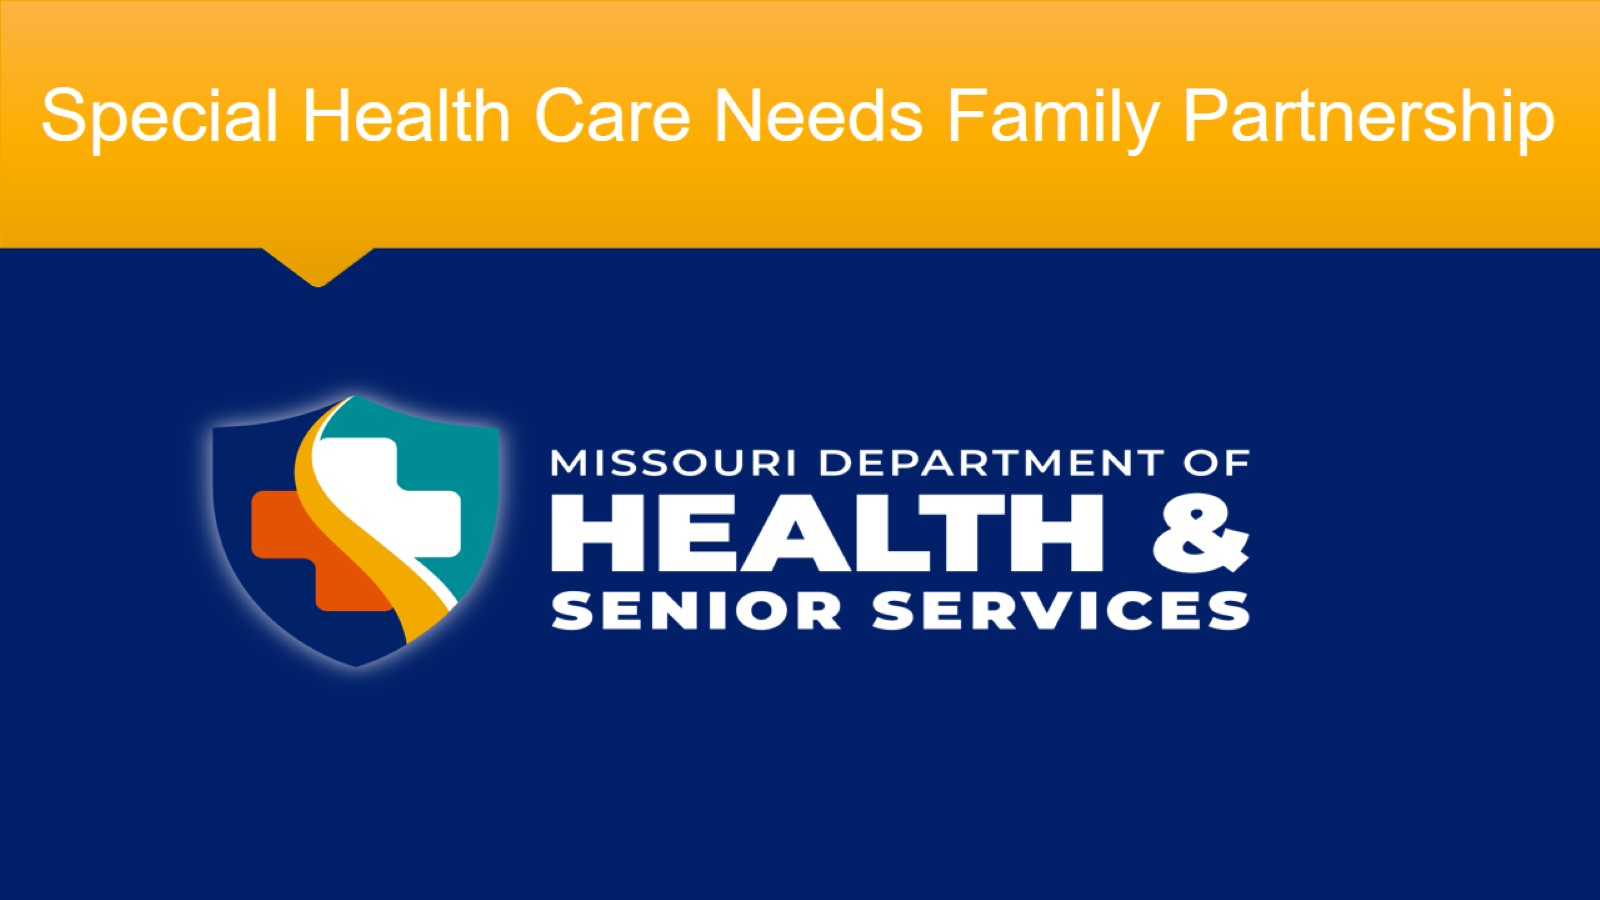 Special Health Care Needs Family Partnership
MISSOURI DEPARTMENT OF
HEALTH &
SENIOR SERVICES